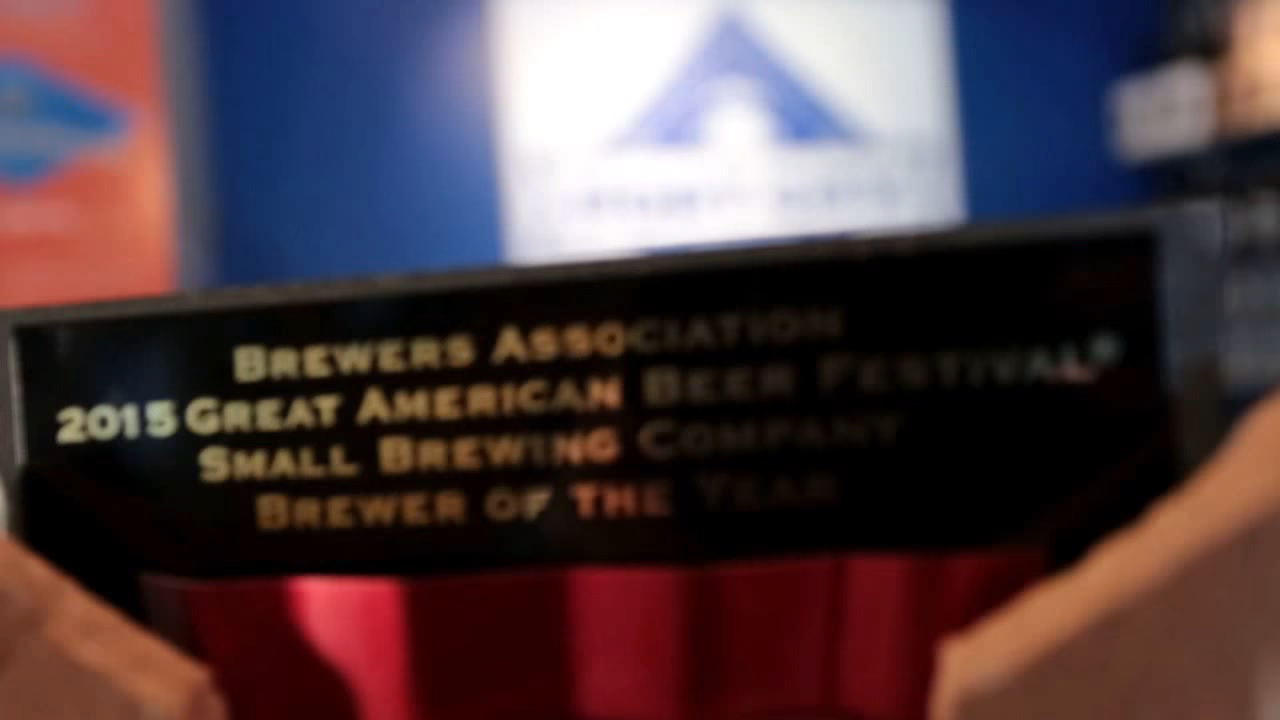 BREWERS ASSOCIATION
2015 GREAT AMERICAN BEER FESTIVAL®
SMALL BREWING COMPANY
BREWER OF THE YEAR